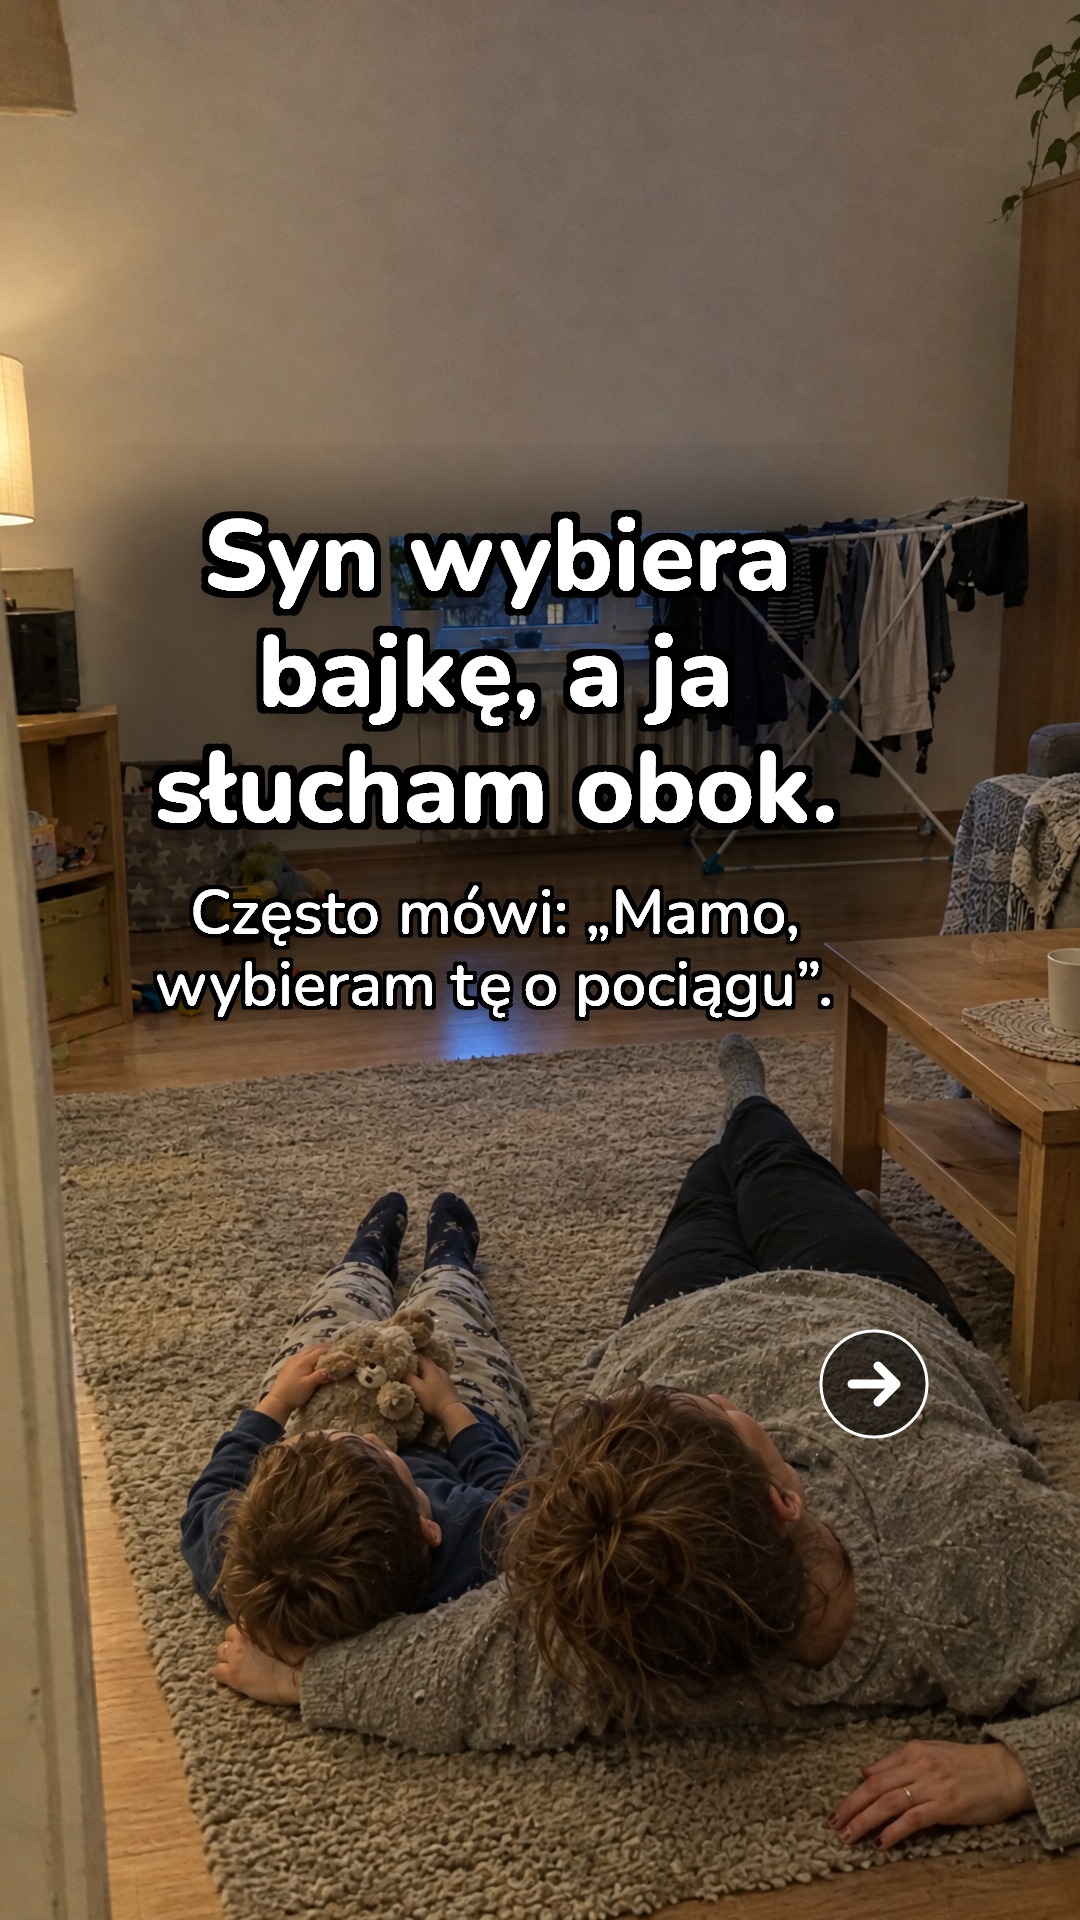 Syn wybiera
bajkę, a ja
słucham obok.
Często mówi: „Mamo,
wybieram tę o pociągu”.